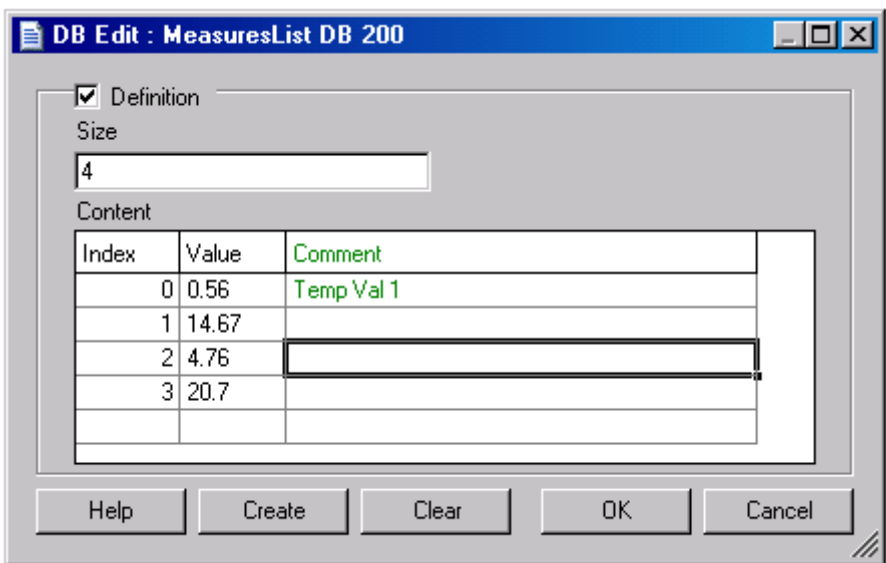 DB Edit : MeasuresList DB 200
Definition
Size
4
Content
Index Value Comment
0 0.56 Temp Val 1
1 14.67
2 4.76
3 20.7
Help Create Clear OK Cancel